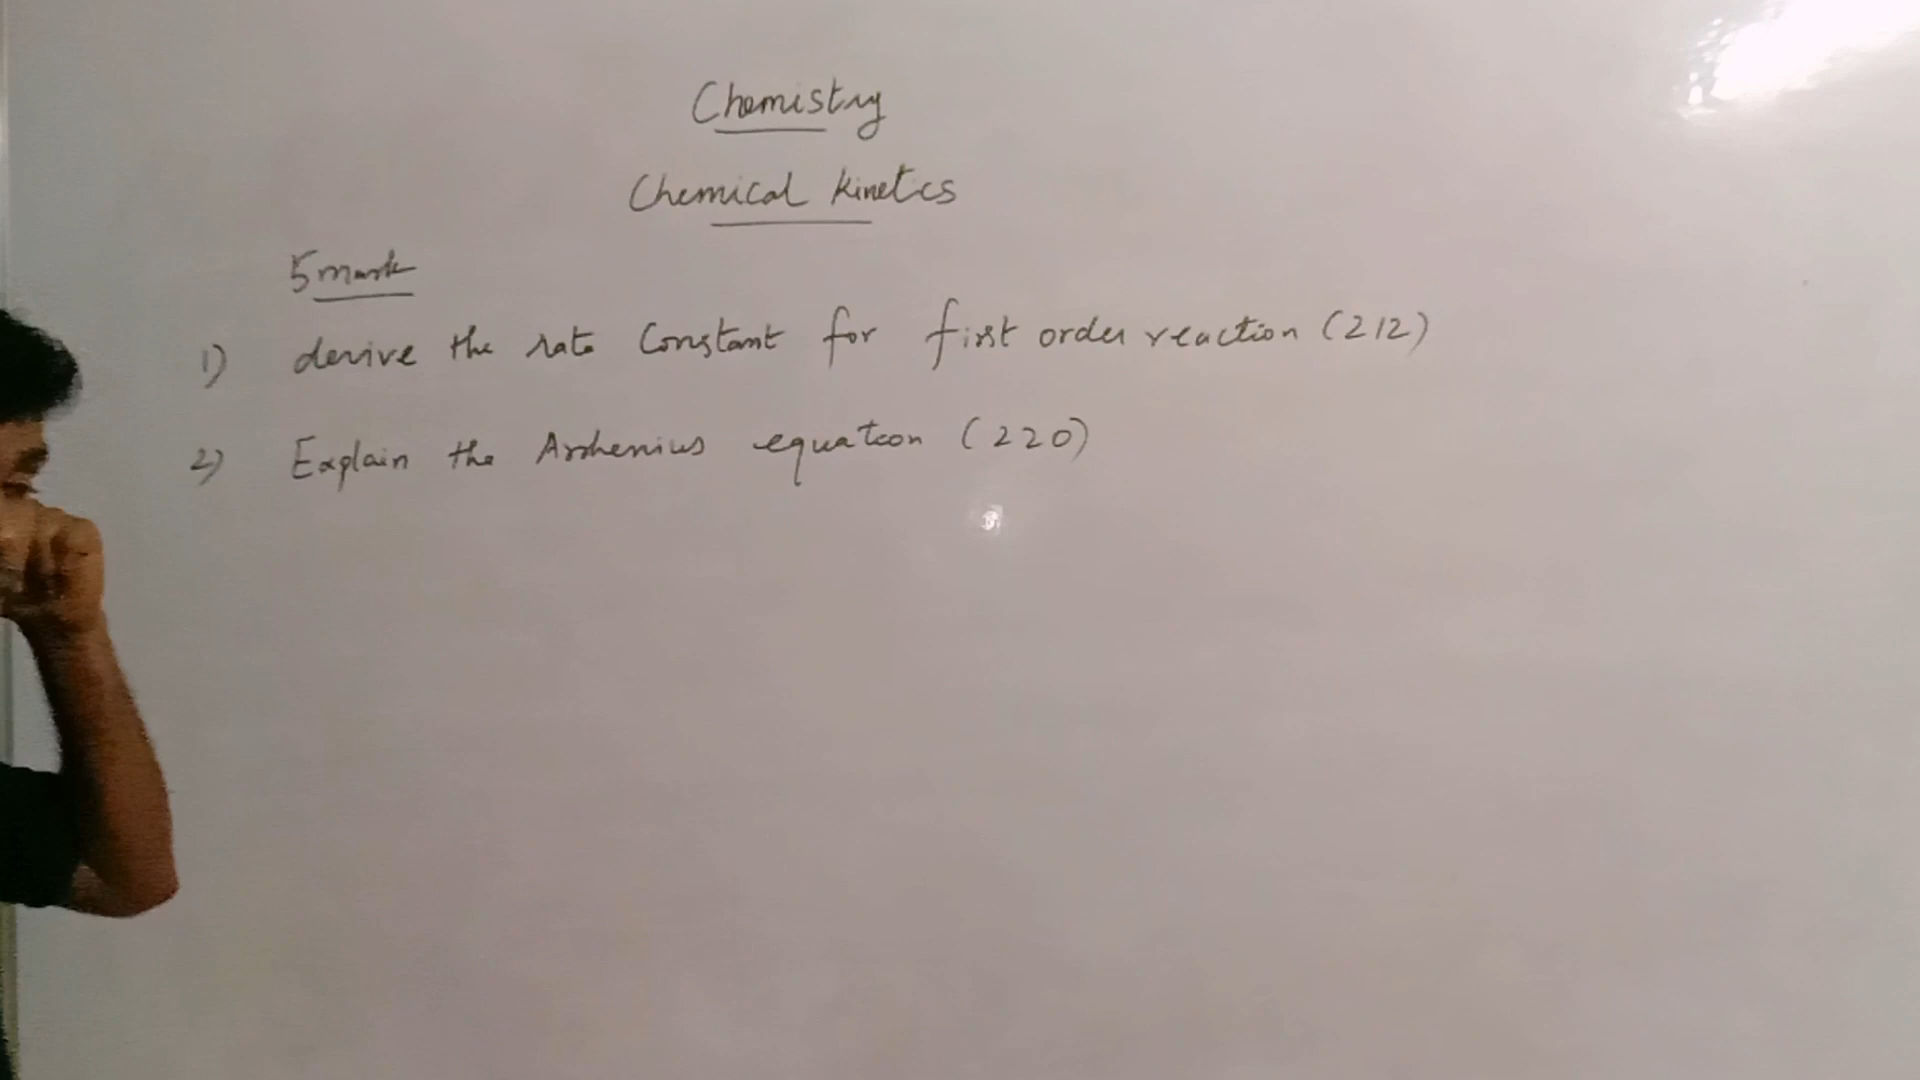 Chemistry
Chemical kinetics
5 mark
1) derive the rate Constant for first order reaction (212)
2) Explain the Arrhenius equation (220)